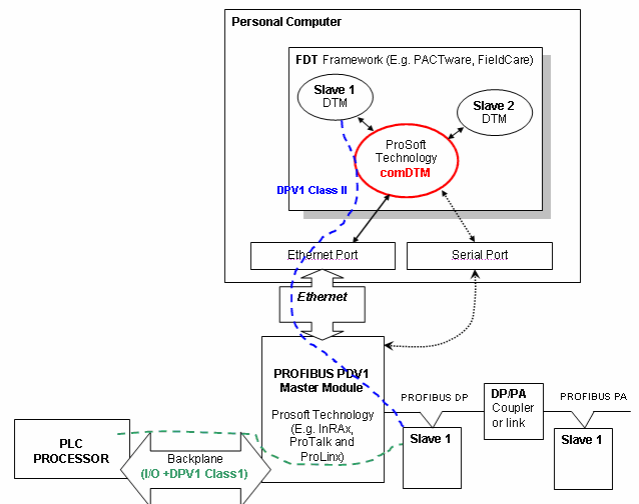 Personal Computer
FDT Framework (E.g. PACTware, FieldCare)
Slave 1
DTM
Slave 2
DTM
ProSoft
Technology
comDTM
DPV1 Class II
Ethernet Port
Serial Port
Ethernet
PROFIBUS PDV1
Master Module
Prosoft Technology
(E.g. InRAx,
ProTalk and
ProLinx)
PROFIBUS DP
DP/PA
Coupler
or link
PROFIBUS PA
Slave 1
Slave 1
PLC
PROCESSOR
Backplane
(I/O +DPV1 Class1)